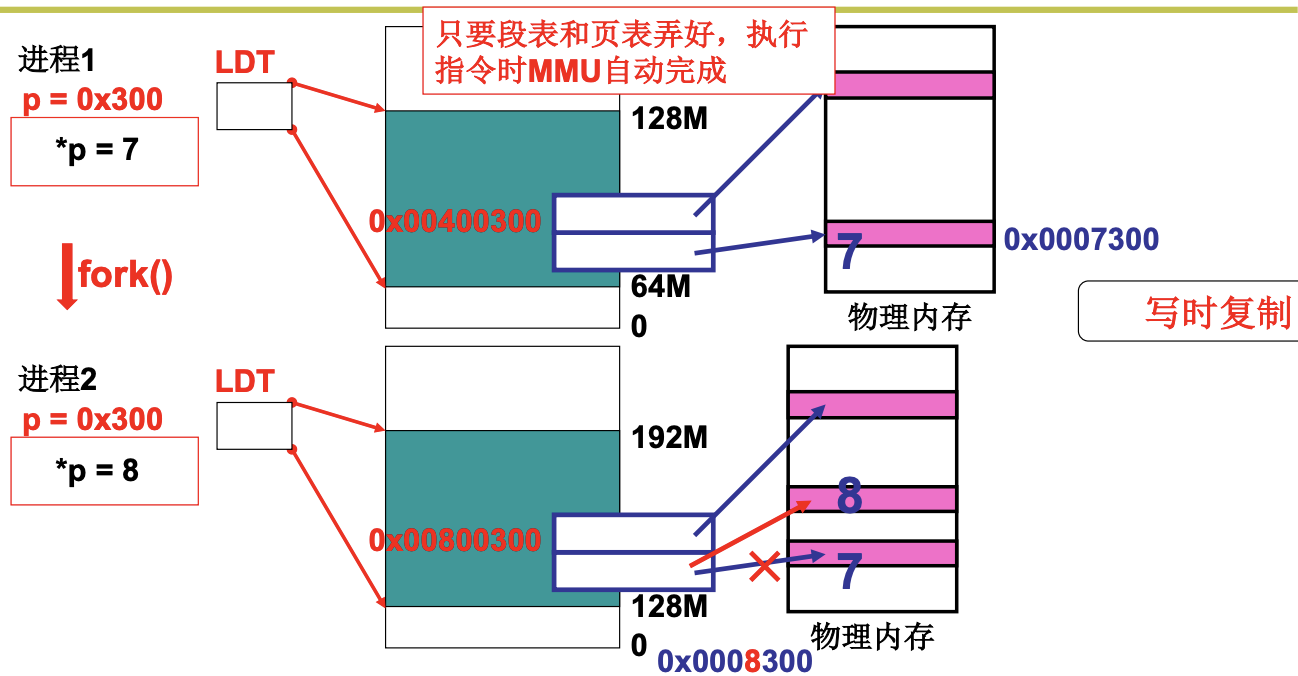 只要段表和页表弄好，执行
指令时MMU自动完成
进程1
p = 0x300
*p = 7
LDT
128M
0x00400300
64M
0
7
0x0007300
物理内存
fork()
写时复制
进程2
p = 0x300
*p = 8
LDT
192M
0x00800300
128M
0
8
7
物理内存
0x0008300